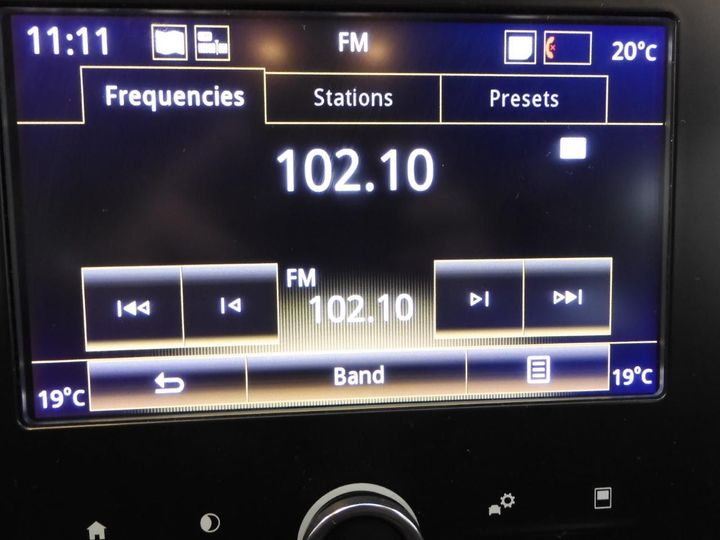 11:11 FM 20°C
Frequencies Stations Presets
102.10
FM
102.10
19°C Band 19°C